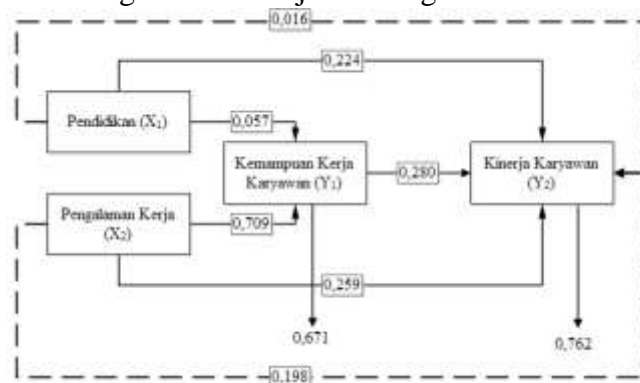 0,016
0,224
Pendidikan (X₁)
0,057
Kemampuan Kerja
Karyawan (Y₁)
0,280
Kinerja Karyawan
(Y₂)
Pengalaman Kerja
(X₂)
0,709
0,259
0,671
0,762
0,198